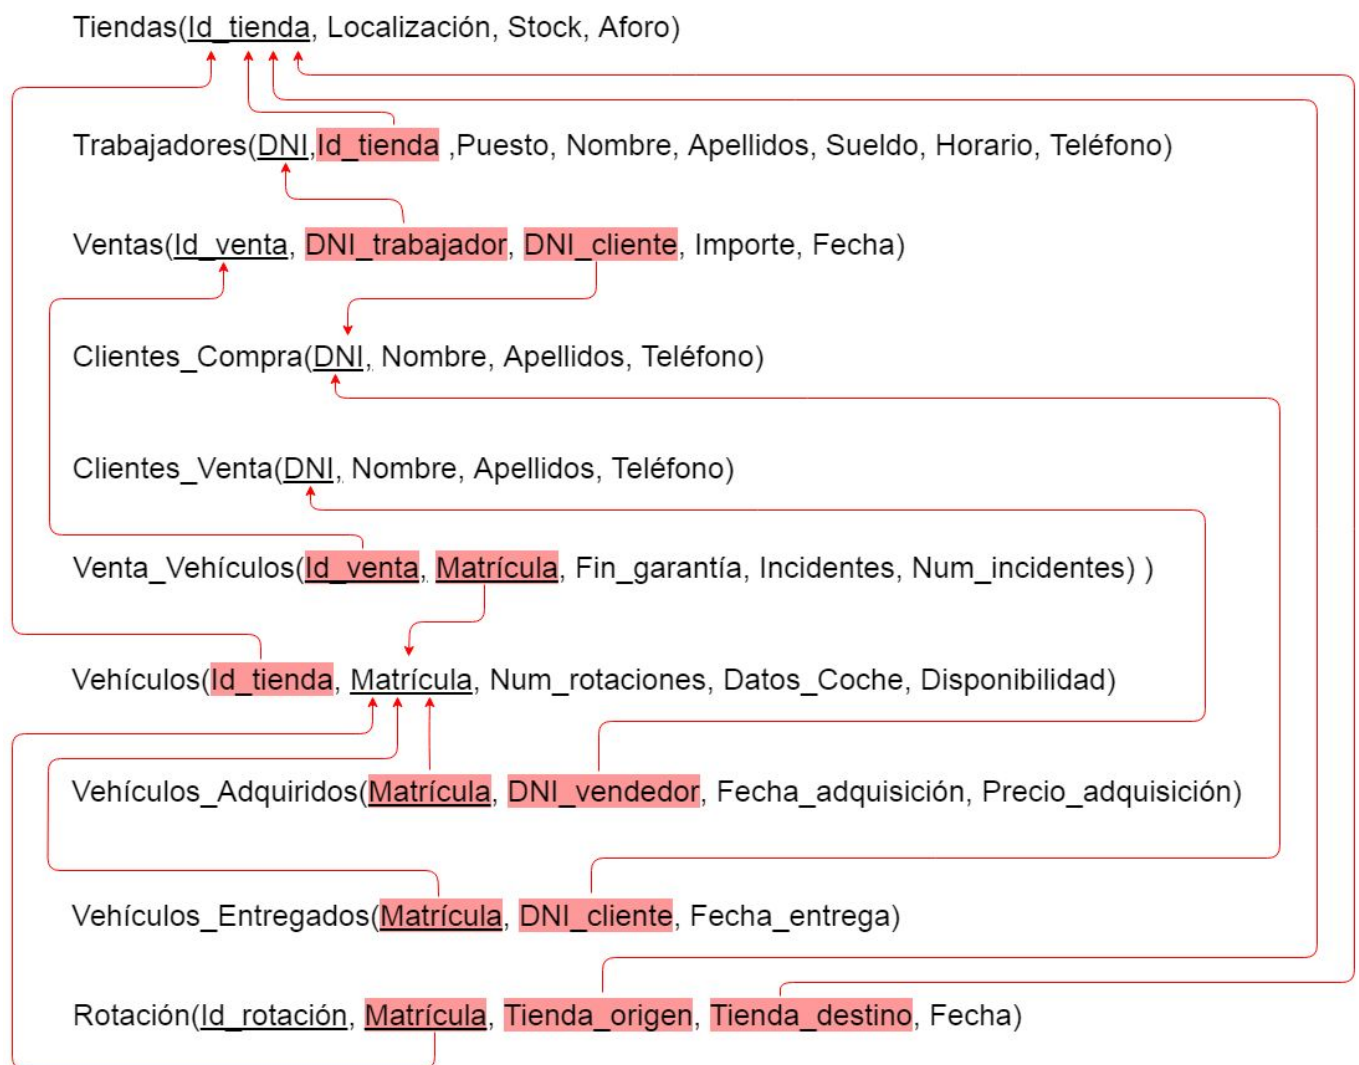 Tiendas(Id_tienda, Localización, Stock, Aforo)
Trabajadores(DNI,Id_tienda ,Puesto, Nombre, Apellidos, Sueldo, Horario, Teléfono)
Ventas(Id_venta, DNI_trabajador, DNI_cliente, Importe, Fecha)
Clientes_Compra(DNI, Nombre, Apellidos, Teléfono)
Clientes_Venta(DNI, Nombre, Apellidos, Teléfono)
Venta_Vehículos(Id_venta, Matrícula, Fin_garantía, Incidentes, Num_incidentes) )
Vehículos(Id_tienda, Matrícula, Num_rotaciones, Datos_Coche, Disponibilidad)
Vehículos_Adquiridos(Matrícula, DNI_vendedor, Fecha_adquisición, Precio_adquisición)
Vehículos_Entregados(Matrícula, DNI_cliente, Fecha_entrega)
Rotación(Id_rotación, Matrícula, Tienda_origen, Tienda_destino, Fecha)